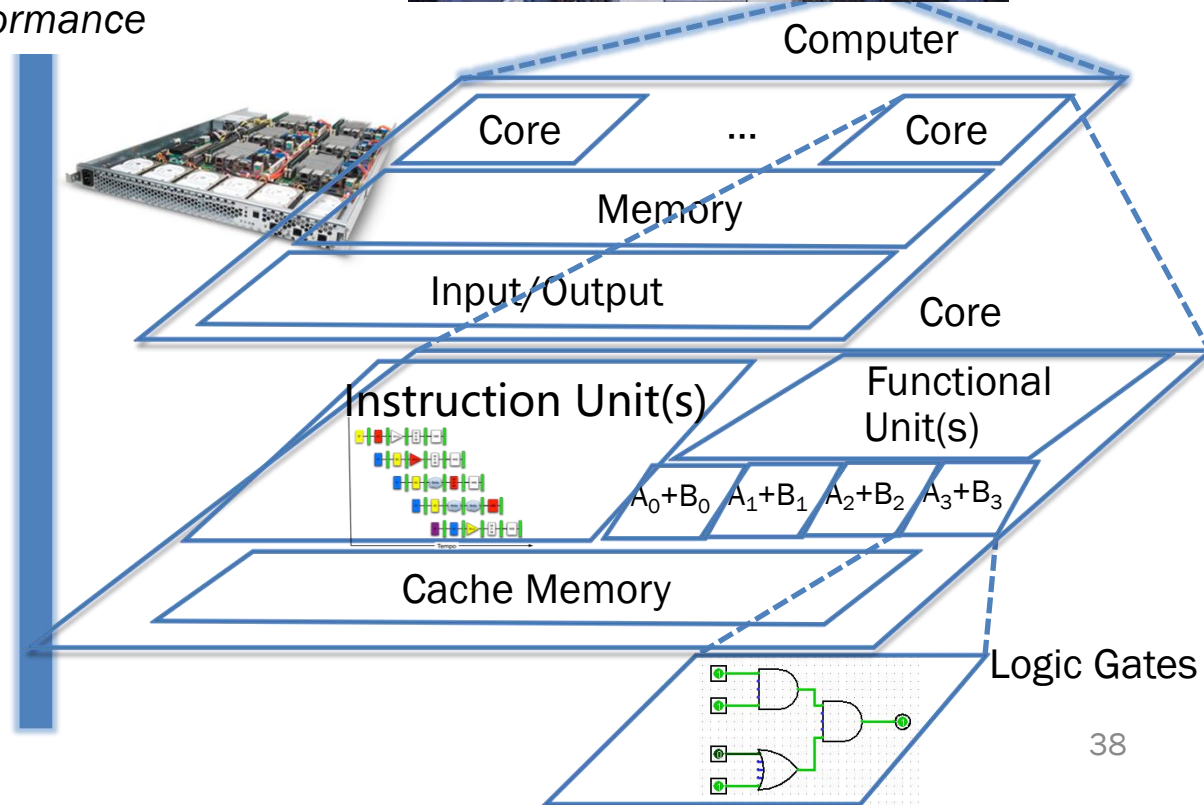 ormance
Computer
Core
...
Core
Memory
Input/Output
Core
Instruction Unit(s)
Functional
Unit(s)
Tempo
A₀+B₀
A₁+B₁
A₂+B₂
A₃+B₃
Cache Memory
Logic Gates
38